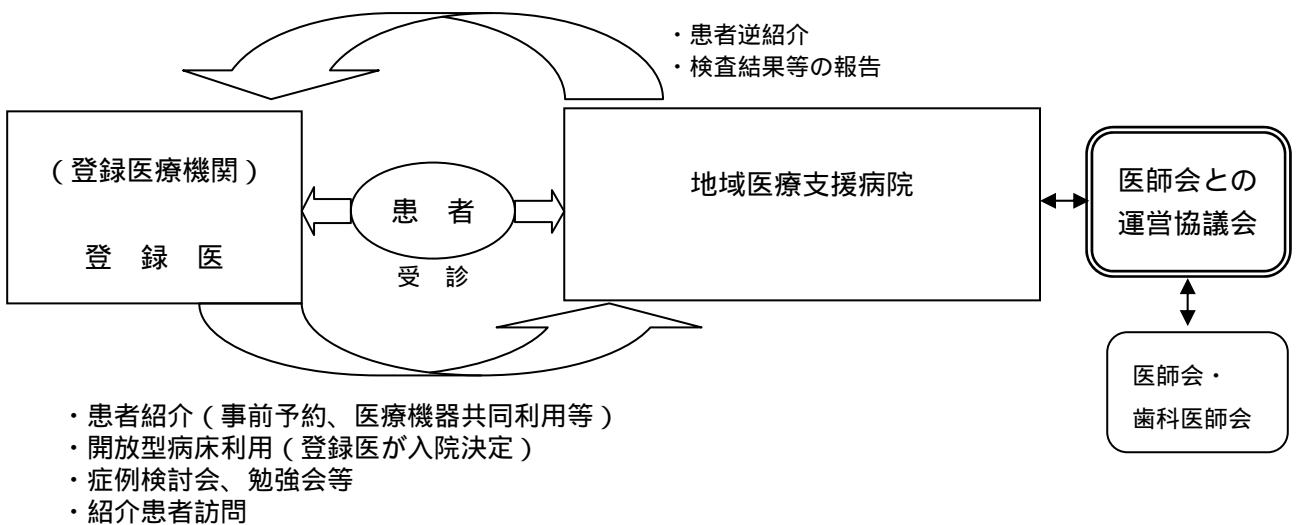 ・患者逆紹介
・検査結果等の報告
(登録医療機関)
登 録 医
患 者
受 診
地域医療支援病院
医師会との
運営協議会
医師会・
歯科医師会
・患者紹介(事前予約、医療機器共同利用等)
・開放型病床利用(登録医が入院決定)
・症例検討会、勉強会等
・紹介患者訪問